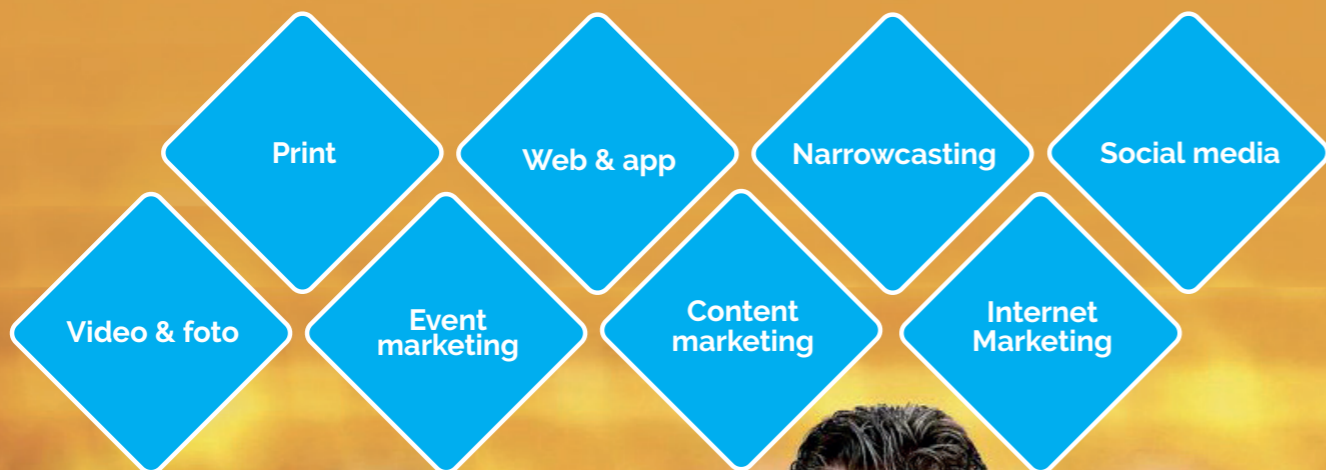 Print
Web & app
Narrowcasting
Social media
Video & foto
Event
marketing
Content
marketing
Internet
Marketing